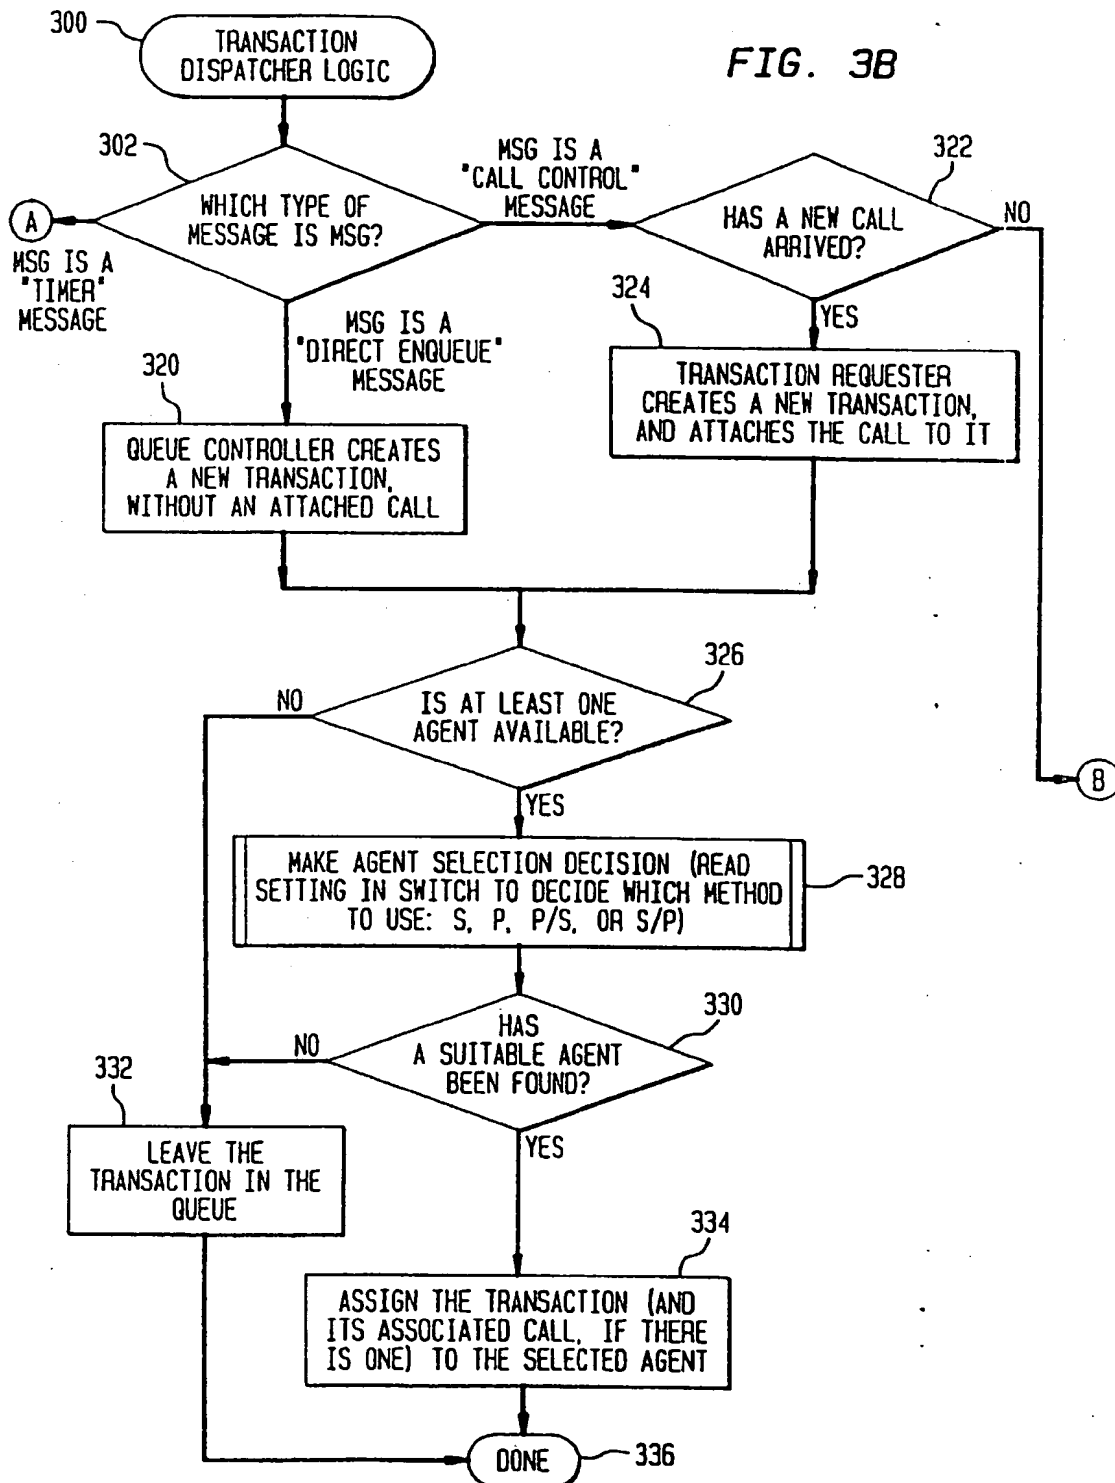 300
TRANSACTION
DISPATCHER LOGIC
FIG. 3B
302
WHICH TYPE OF
MESSAGE IS MSG?
A
MSG IS A
"TIMER"
MESSAGE
MSG IS A
"CALL CONTROL"
MESSAGE
322
HAS A NEW CALL
ARRIVED?
NO
YES
MSG IS A
"DIRECT ENQUEUE"
MESSAGE
320
QUEUE CONTROLLER CREATES
A NEW TRANSACTION,
WITHOUT AN ATTACHED CALL
324
TRANSACTION REQUESTER
CREATES A NEW TRANSACTION,
AND ATTACHES THE CALL TO IT
326
IS AT LEAST ONE
AGENT AVAILABLE?
NO
YES
B
MAKE AGENT SELECTION DECISION (READ
SETTING IN SWITCH TO DECIDE WHICH METHOD
TO USE: S, P, P/S, OR S/P)
328
330
HAS
A SUITABLE AGENT
BEEN FOUND?
NO
YES
332
LEAVE THE
TRANSACTION IN THE
QUEUE
334
ASSIGN THE TRANSACTION (AND
ITS ASSOCIATED CALL, IF THERE
IS ONE) TO THE SELECTED AGENT
DONE
336